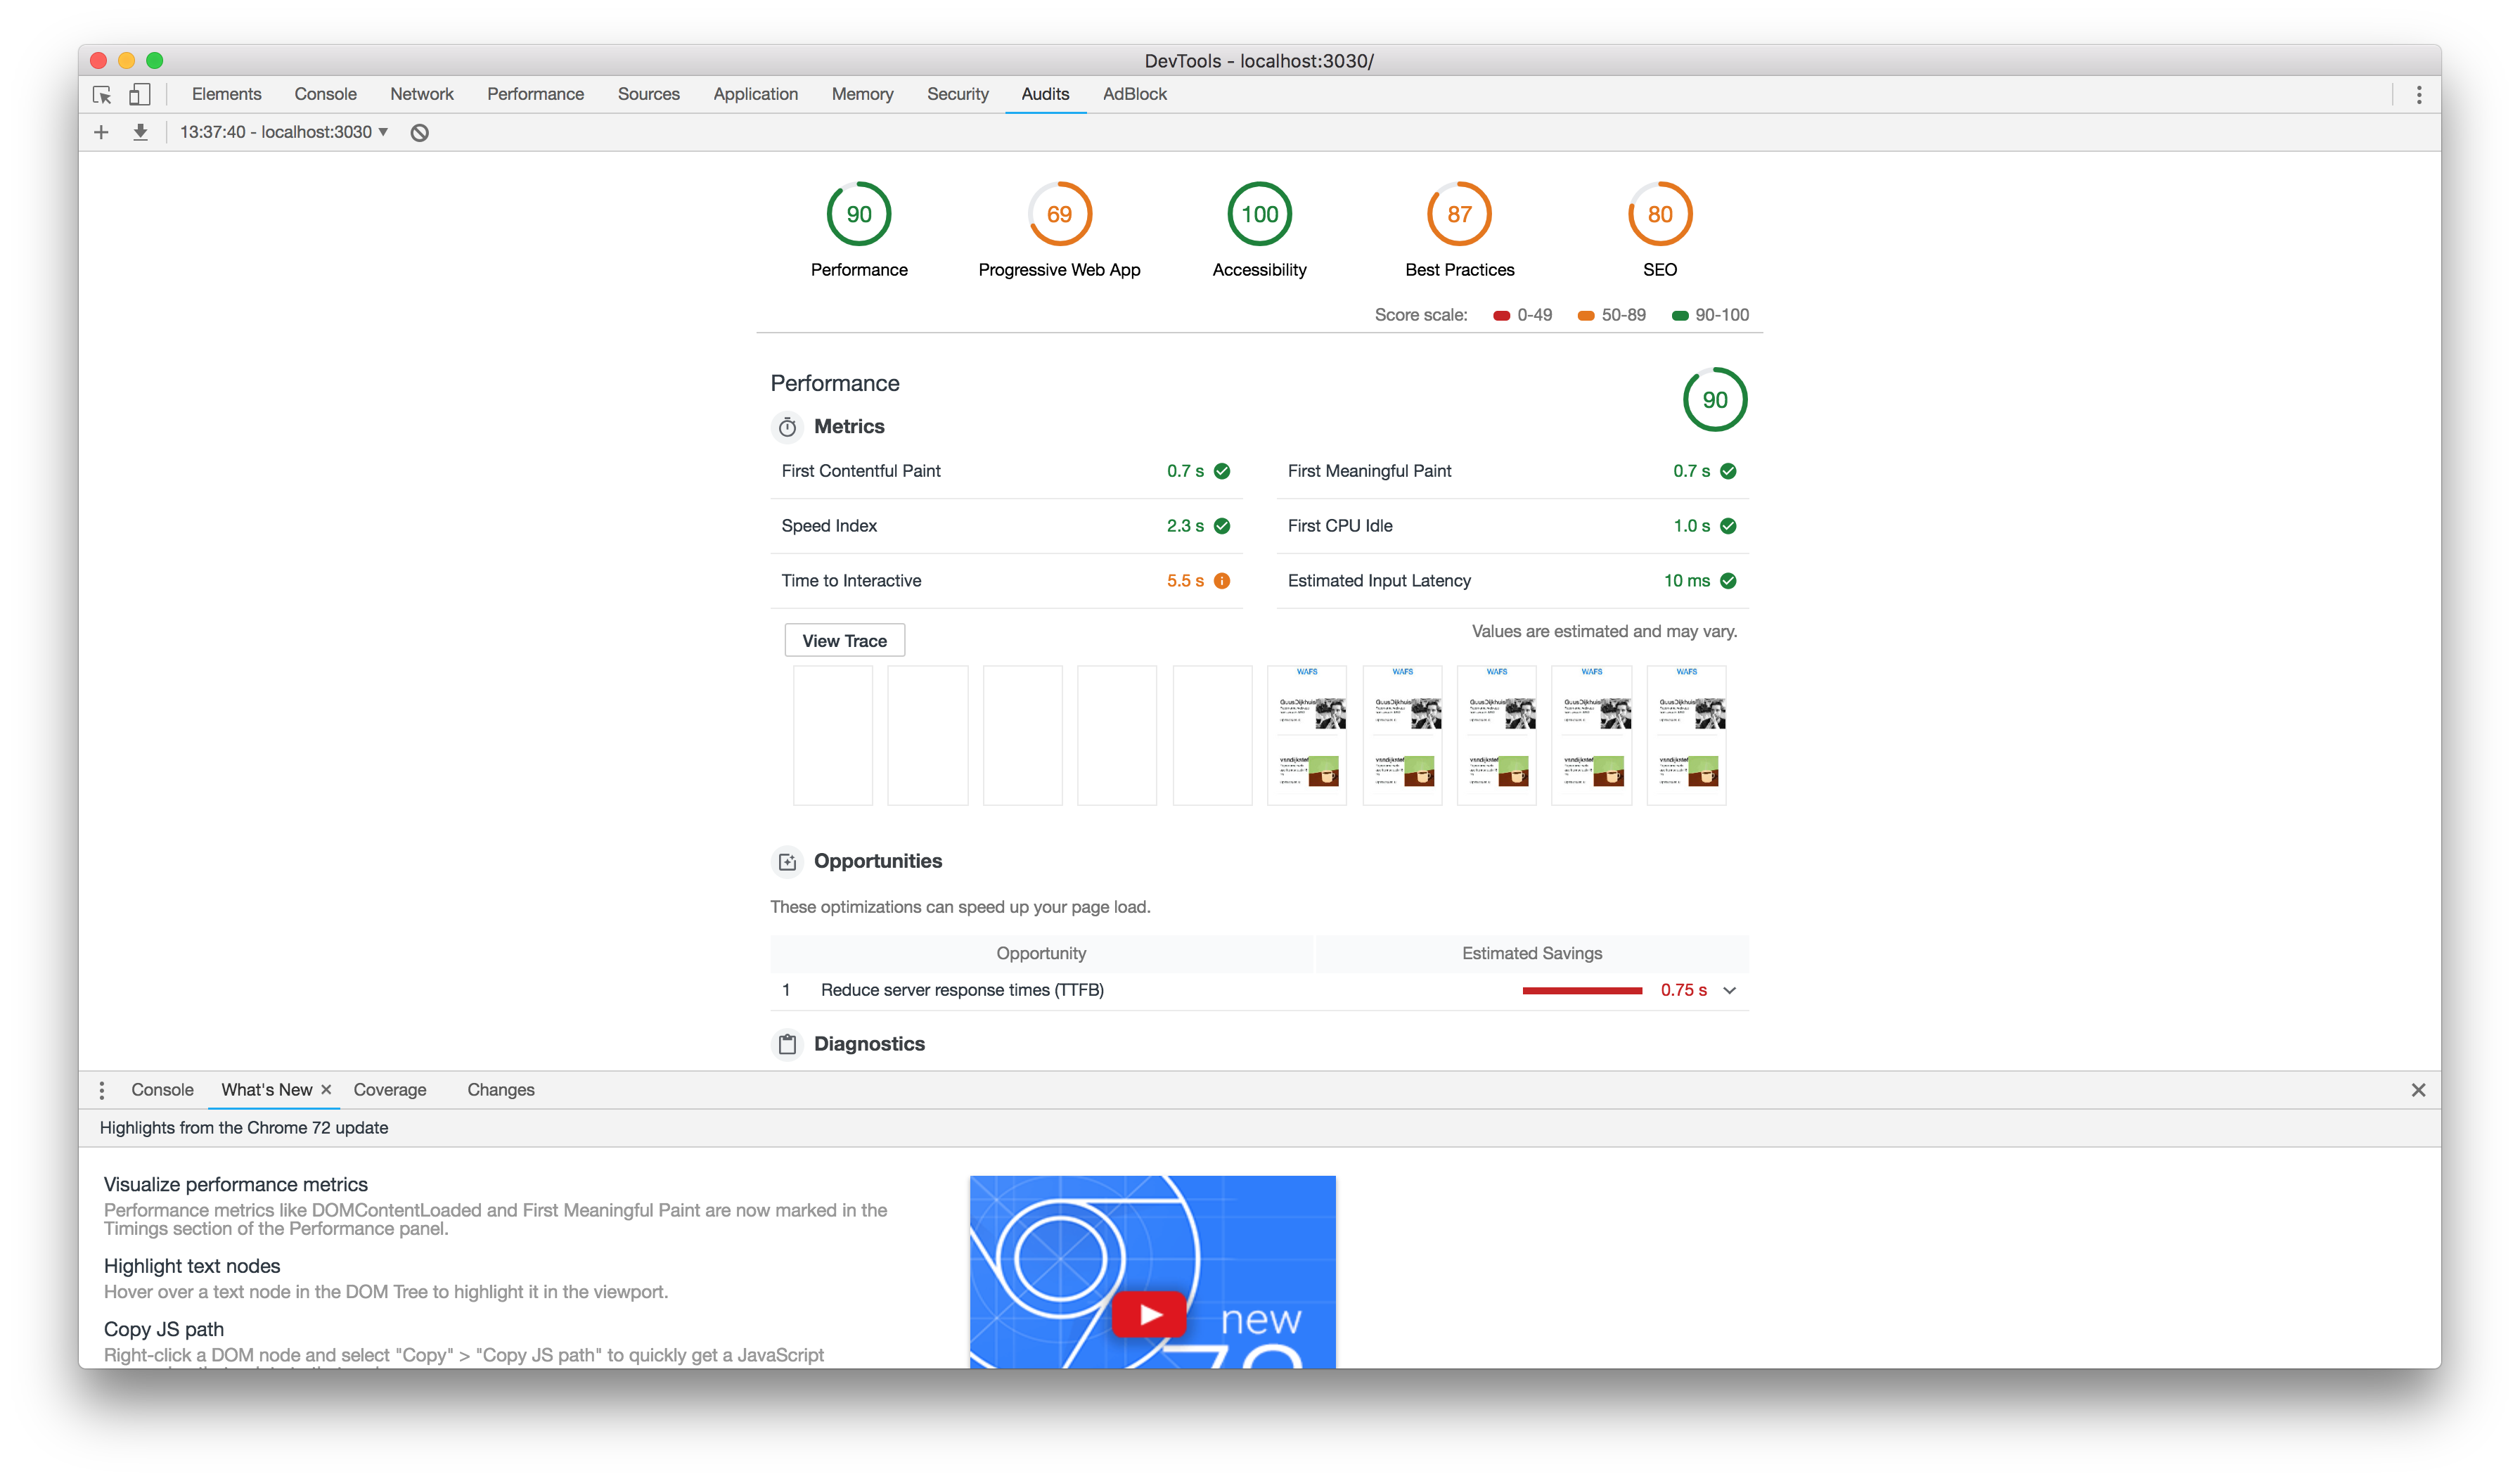 DevTools - localhost:3030/
Elements Console Network Performance Sources Application Memory Security Audits AdBlock
13:37:40 - localhost:3030
90 69 100 87 80
Performance Progressive Web App Accessibility Best Practices SEO
Score scale: 0-49 50-89 90-100
Performance
90
Metrics
First Contentful Paint 0.7 s First Meaningful Paint 0.7 s
Speed Index 2.3 s First CPU Idle 1.0 s
Time to Interactive 5.5 s Estimated Input Latency 10 ms
View Trace Values are estimated and may vary.
WAFS WAFS WAFS WAFS WAFS
GuusDijkhuis GuusDijkhuis GuusDijkhuis GuusDijkhuis GuusDijkhuis
Opportunities
These optimizations can speed up your page load.
Opportunity Estimated Savings
1 Reduce server response times (TTFB) 0.75 s
Diagnostics
Console What's New Coverage Changes
Highlights from the Chrome 72 update
Visualize performance metrics
Performance metrics like DOMContentLoaded and First Meaningful Paint are now marked in the
Timings section of the Performance panel.
Highlight text nodes
Hover over a text node in the DOM Tree to highlight it in the viewport.
Copy JS path
Right-click a DOM node and select "Copy" > "Copy JS path" to quickly get a JavaScript
new
72